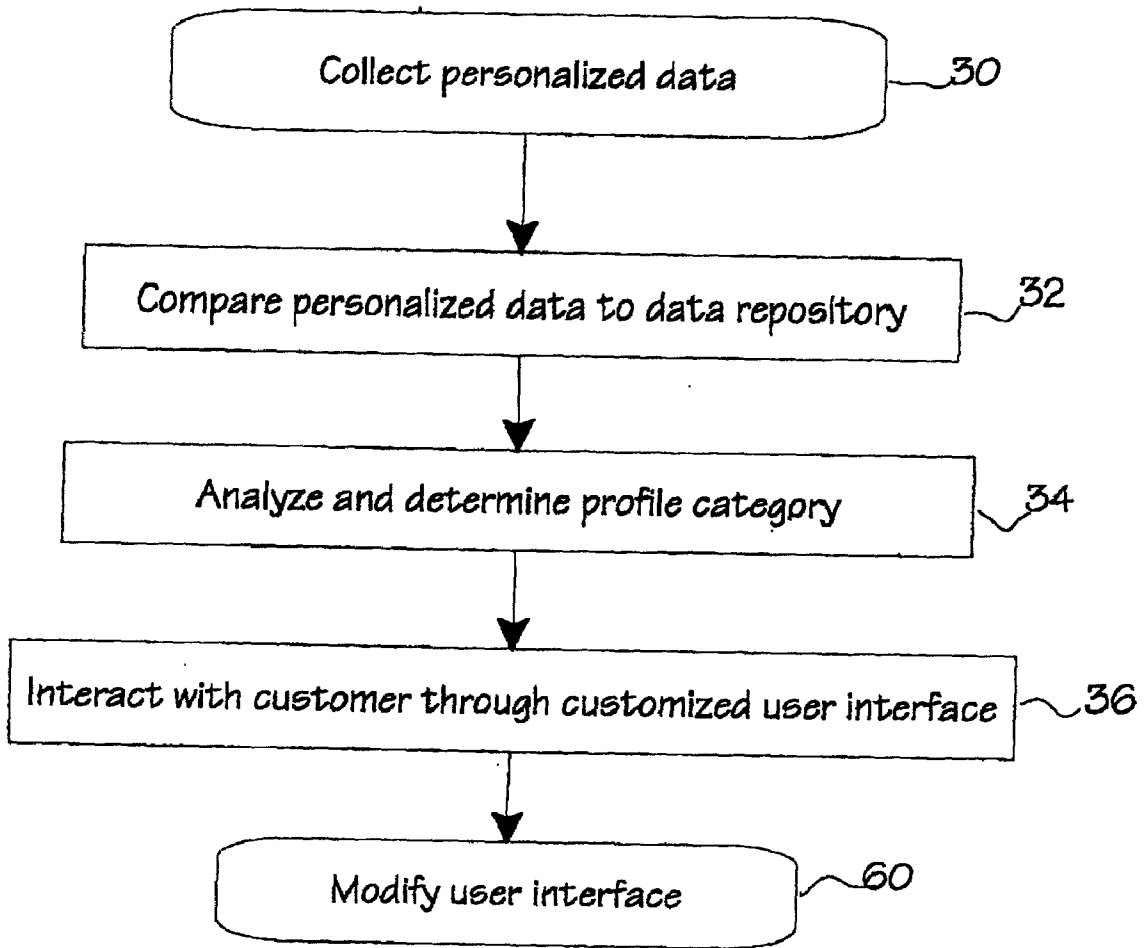 Collect personalized data
30
Compare personalized data to data repository
32
Analyze and determine profile category
34
Interact with customer through customized user interface
36
Modify user interface
60